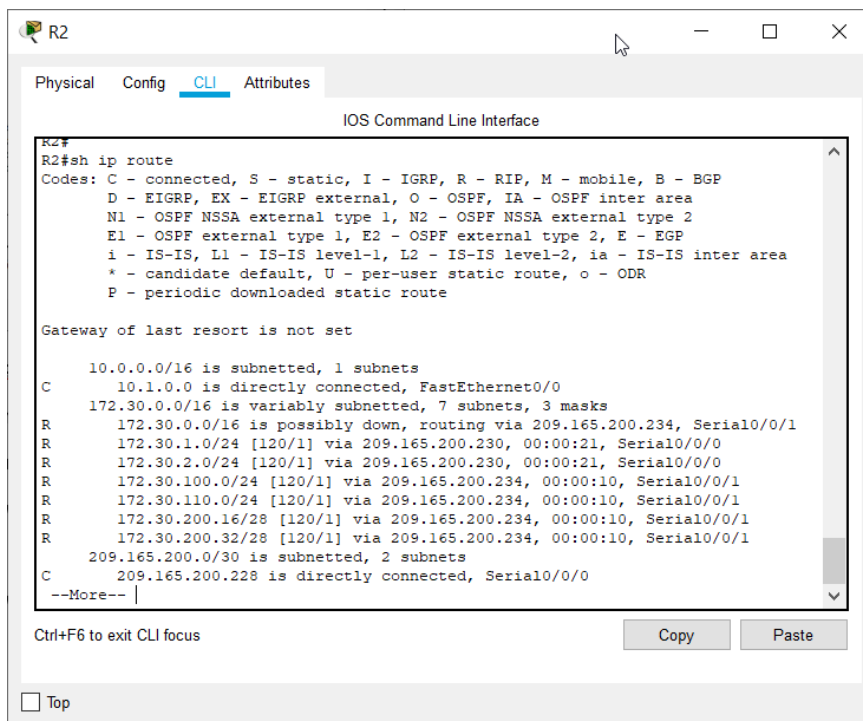 R2
Physical Config CLI Attributes
IOS Command Line Interface
R2#
R2#sh ip route
Codes: C - connected, S - static, I - IGRP, R - RIP, M - mobile, B - BGP
D - EIGRP, EX - EIGRP external, O - OSPF, IA - OSPF inter area
N1 - OSPF NSSA external type 1, N2 - OSPF NSSA external type 2
E1 - OSPF external type 1, E2 - OSPF external type 2, E - EGP
i - IS-IS, L1 - IS-IS level-1, L2 - IS-IS level-2, ia - IS-IS inter area
* - candidate default, U - per-user static route, o - ODR
P - periodic downloaded static route
Gateway of last resort is not set
10.0.0.0/16 is subnetted, 1 subnets
C 10.1.0.0 is directly connected, FastEthernet0/0
172.30.0.0/16 is variably subnetted, 7 subnets, 3 masks
R 172.30.0.0/16 is possibly down, routing via 209.165.200.234, Serial0/0/1
R 172.30.1.0/24 [120/1] via 209.165.200.230, 00:00:21, Serial0/0/0
R 172.30.2.0/24 [120/1] via 209.165.200.230, 00:00:21, Serial0/0/0
R 172.30.100.0/24 [120/1] via 209.165.200.234, 00:00:10, Serial0/0/1
R 172.30.110.0/24 [120/1] via 209.165.200.234, 00:00:10, Serial0/0/1
R 172.30.200.16/28 [120/1] via 209.165.200.234, 00:00:10, Serial0/0/1
R 172.30.200.32/28 [120/1] via 209.165.200.234, 00:00:10, Serial0/0/1
209.165.200.0/30 is subnetted, 2 subnets
C 209.165.200.228 is directly connected, Serial0/0/0
--More--
Ctrl+F6 to exit CLI focus Copy Paste
Top